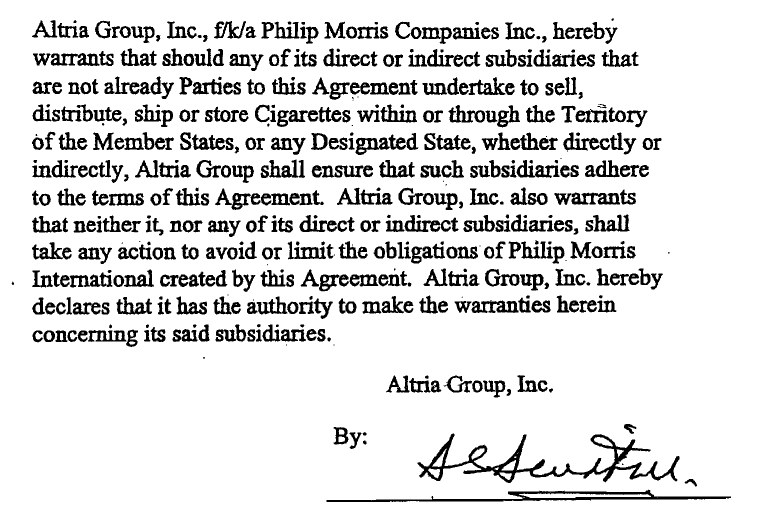 Altria Group, Inc., f/k/a Philip Morris Companies Inc., hereby
warrants that should any of its direct or indirect subsidiaries that
are not already Parties to this Agreement undertake to sell,
distribute, ship or store Cigarettes within or through the Territory
of the Member States, or any Designated State, whether directly or
indirectly, Altria Group shall ensure that such subsidiaries adhere
to the terms of this Agreement. Altria Group, Inc. also warrants
that neither it, nor any of its direct or indirect subsidiaries, shall
take any action to avoid or limit the obligations of Philip Morris
International created by this Agreement. Altria Group, Inc. hereby
declares that it has the authority to make the warranties herein
concerning its said subsidiaries.
Altria Group, Inc.
By: